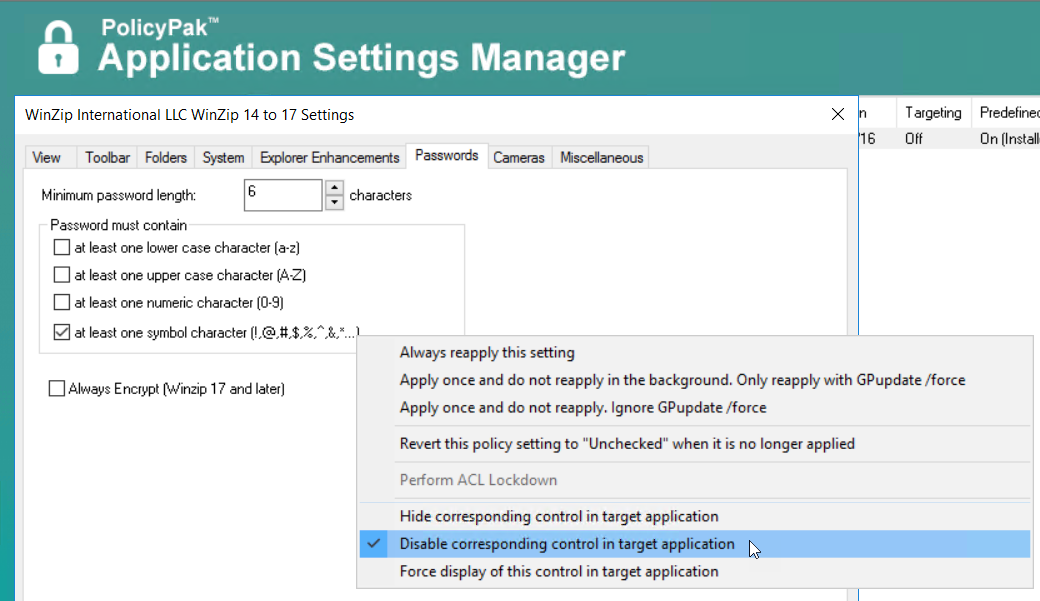 PolicyPak™
Application Settings Manager
WinZip International LLC WinZip 14 to 17 Settings
n Targeting Predefined
'16 Off On (Install
View Toolbar Folders System Explorer Enhancements Passwords Cameras Miscellaneous
Minimum password length: 6 characters
Password must contain
at least one lower case character (a-z)
at least one upper case character (A-Z)
at least one numeric character (0-9)
at least one symbol character (!,@,#,$,%,^,&,*...)
Always Encrypt (Winzip 17 and later)
Always reapply this setting
Apply once and do not reapply in the background. Only reapply with GPupdate /force
Apply once and do not reapply. Ignore GPupdate /force
Revert this policy setting to "Unchecked" when it is no longer applied
Perform ACL Lockdown
Hide corresponding control in target application
Disable corresponding control in target application
Force display of this control in target application